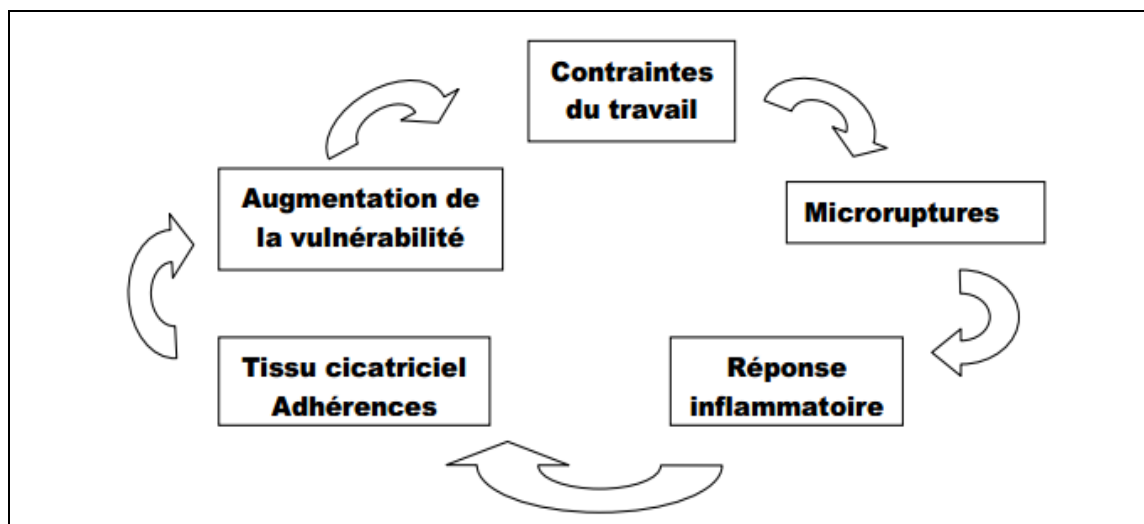 Contraintes
du travail
Microruptures
Réponse
inflammatoire
Tissu cicatriciel
Adhérences
Augmentation de
la vulnérabilité